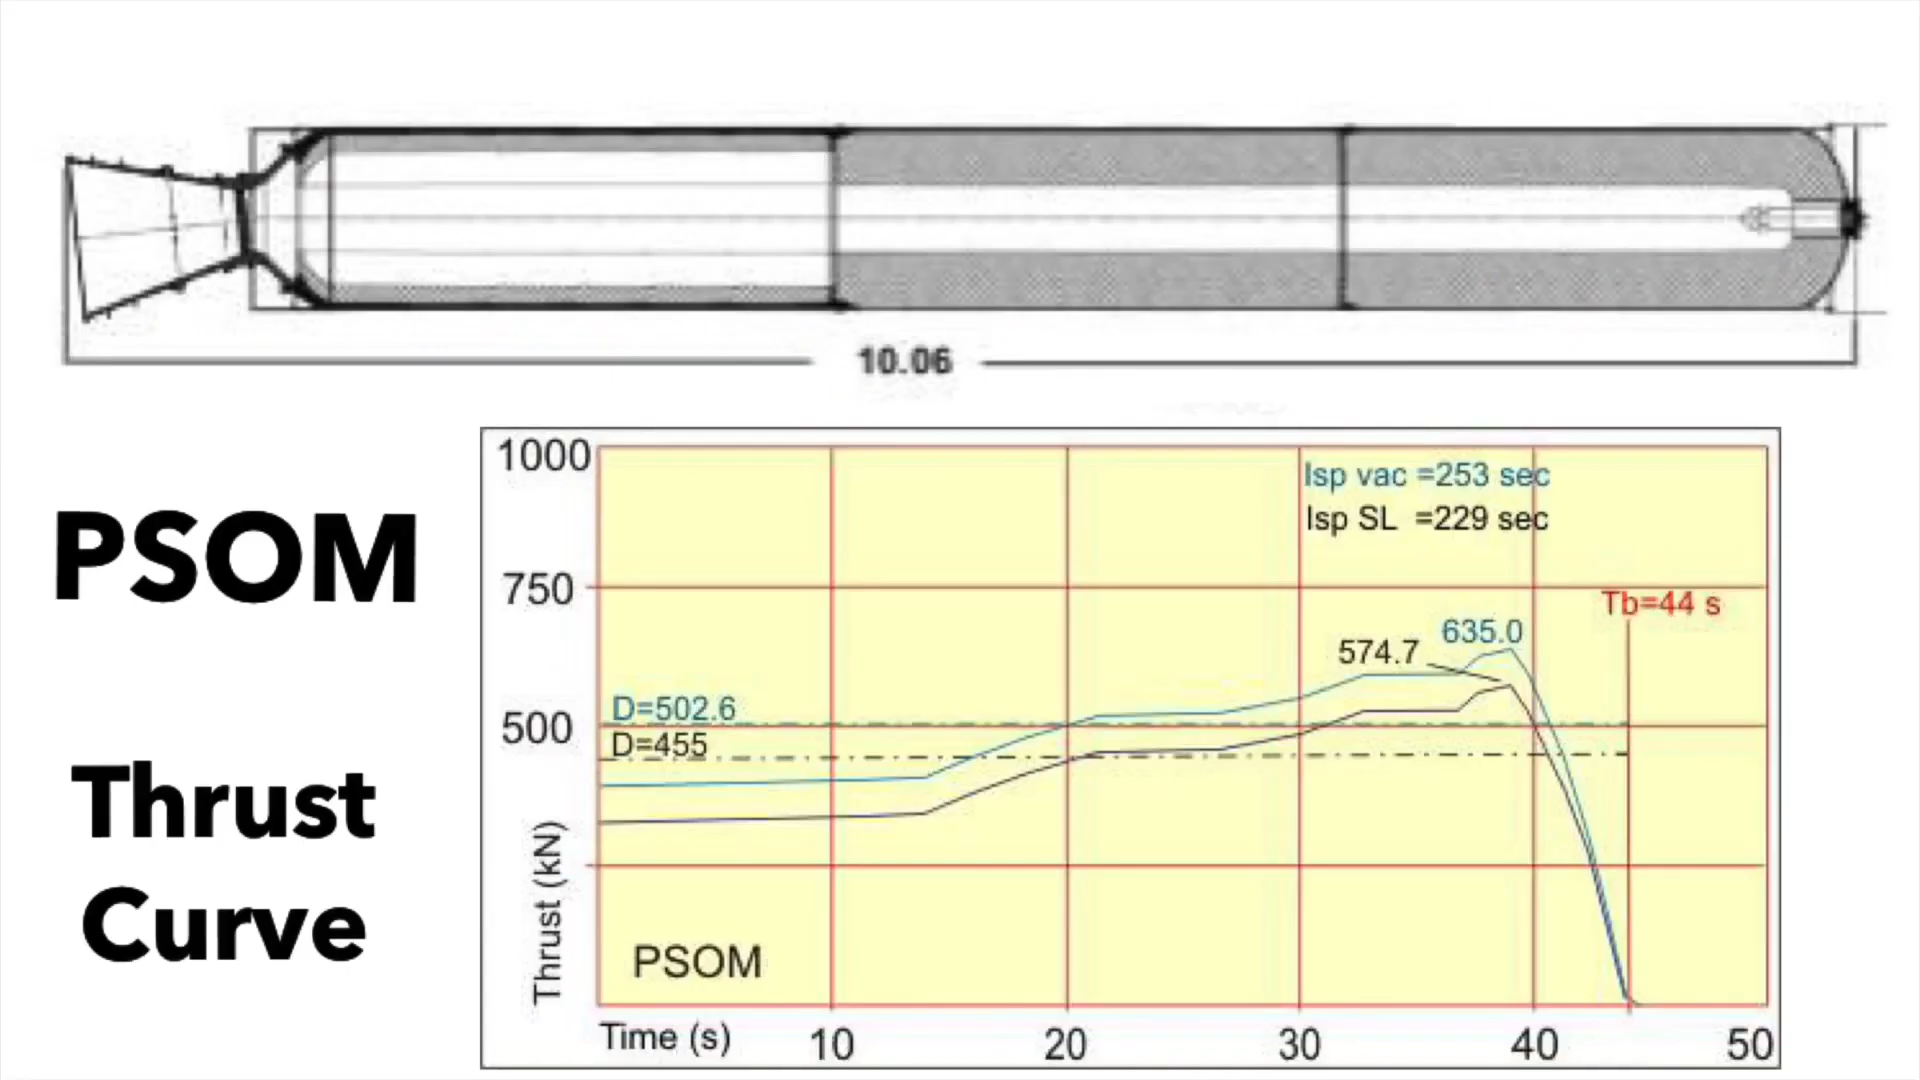 10.06
PSOM
Thrust
Curve
1000
750
500
Thrust (kN)
Isp vac =253 sec
Isp SL =229 sec
Tb=44 s
635.0
574.7
D=502.6
D=455
PSOM
Time (s)
10
20
30
40
50